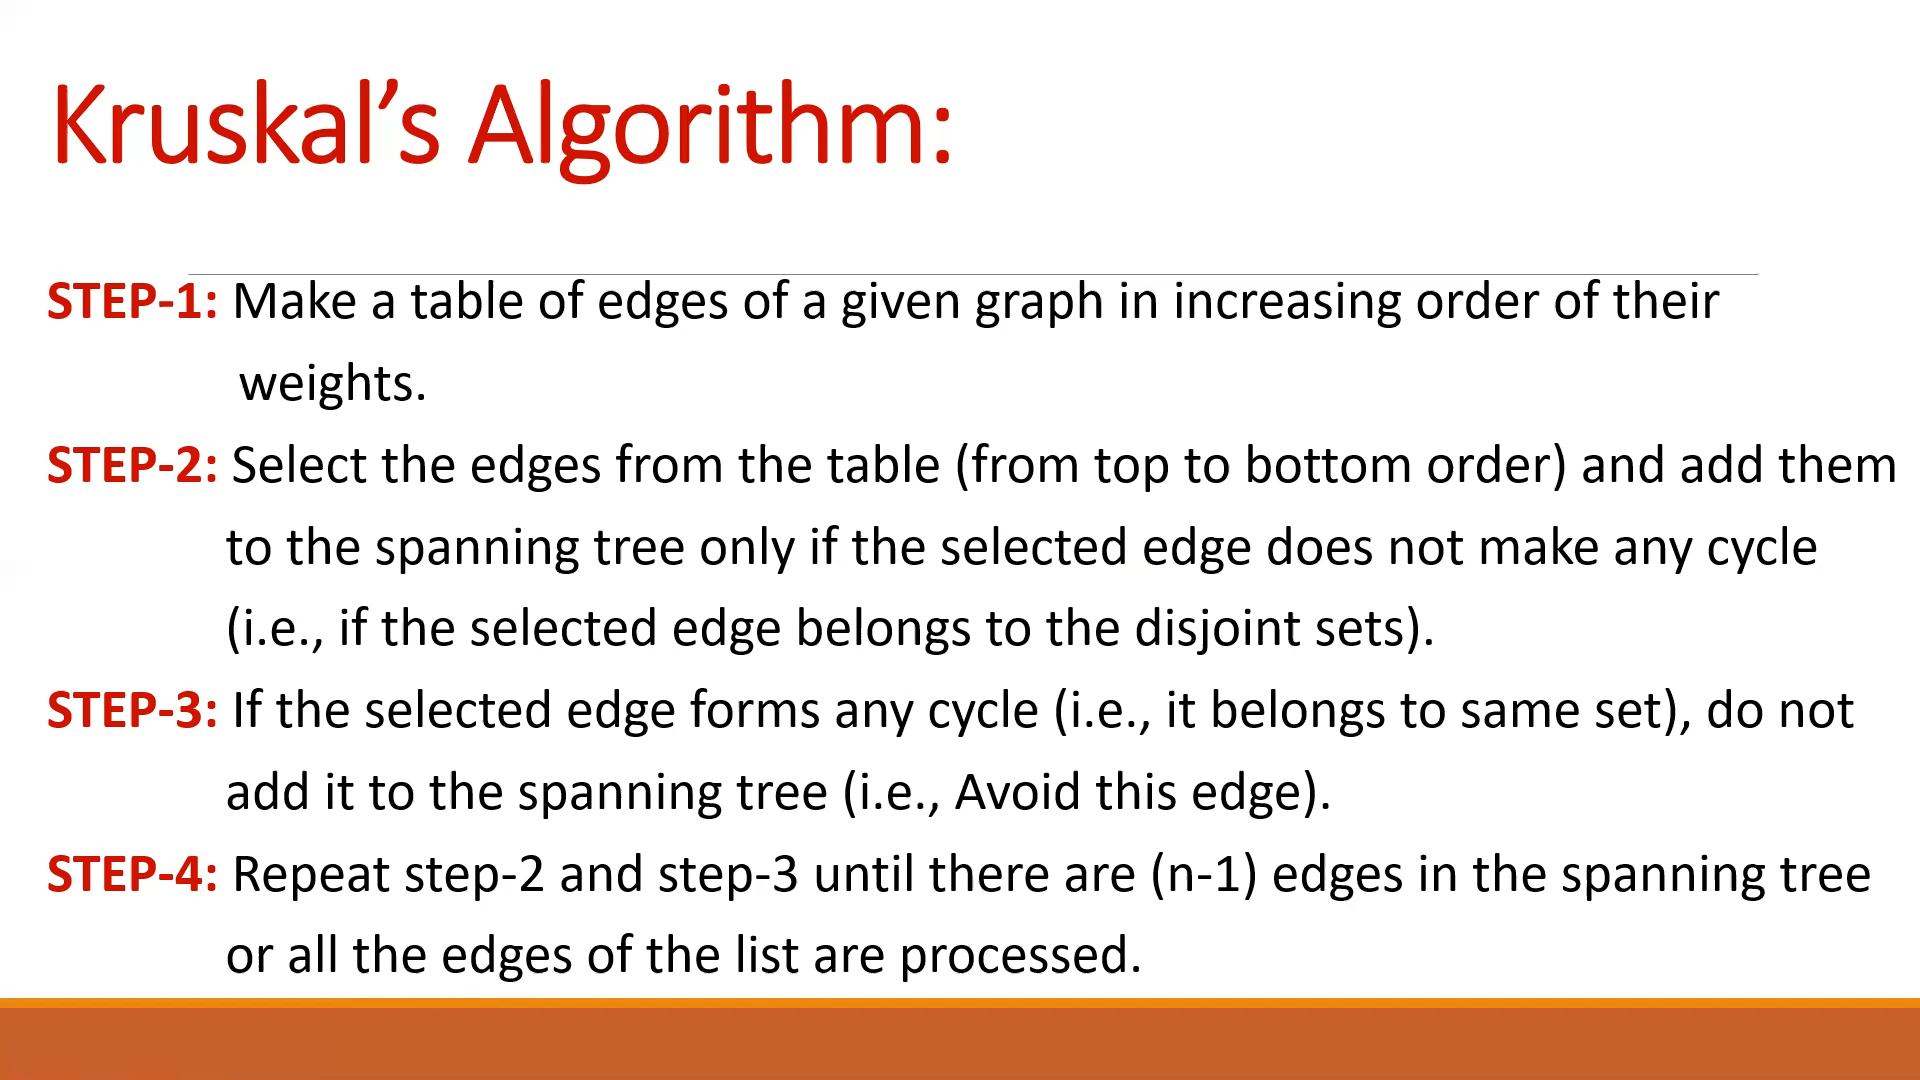 Kruskal’s Algorithm:
STEP-1: Make a table of edges of a given graph in increasing order of their
weights.
STEP-2: Select the edges from the table (from top to bottom order) and add them
to the spanning tree only if the selected edge does not make any cycle
(i.e., if the selected edge belongs to the disjoint sets).
STEP-3: If the selected edge forms any cycle (i.e., it belongs to same set), do not
add it to the spanning tree (i.e., Avoid this edge).
STEP-4: Repeat step-2 and step-3 until there are (n-1) edges in the spanning tree
or all the edges of the list are processed.